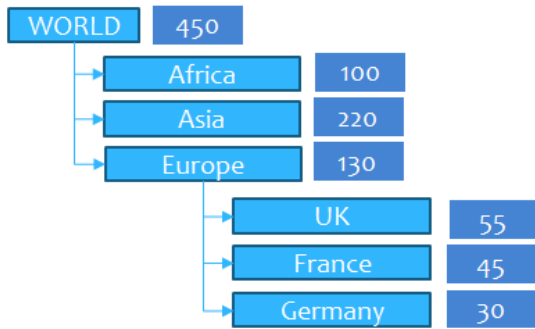 WORLD 450
Africa 100
Asia 220
Europe 130
UK 55
France 45
Germany 30